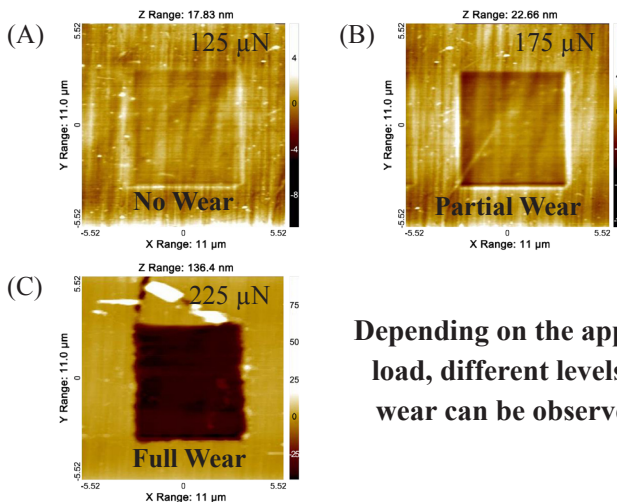 (A)
Z Range: 17.83 nm
125 µN
5.52
Y Range: 11.0 µm
0
-5.52
4
0
-4
-8
No Wear
-5.52
0
5.52
X Range: 11 µm
(B)
Z Range: 22.66 nm
175 µN
5.52
Y Range: 11.0 µm
0
-5.52
Partial Wear
-5.52
0
5.52
X Range: 11 µm
(C)
Z Range: 136.4 nm
225 µN
5.52
Y Range: 11.0 µm
0
-5.52
75
50
25
0
-25
Full Wear
-5.52
0
5.52
X Range: 11 µm
Depending on the app
load, different levels
wear can be observe